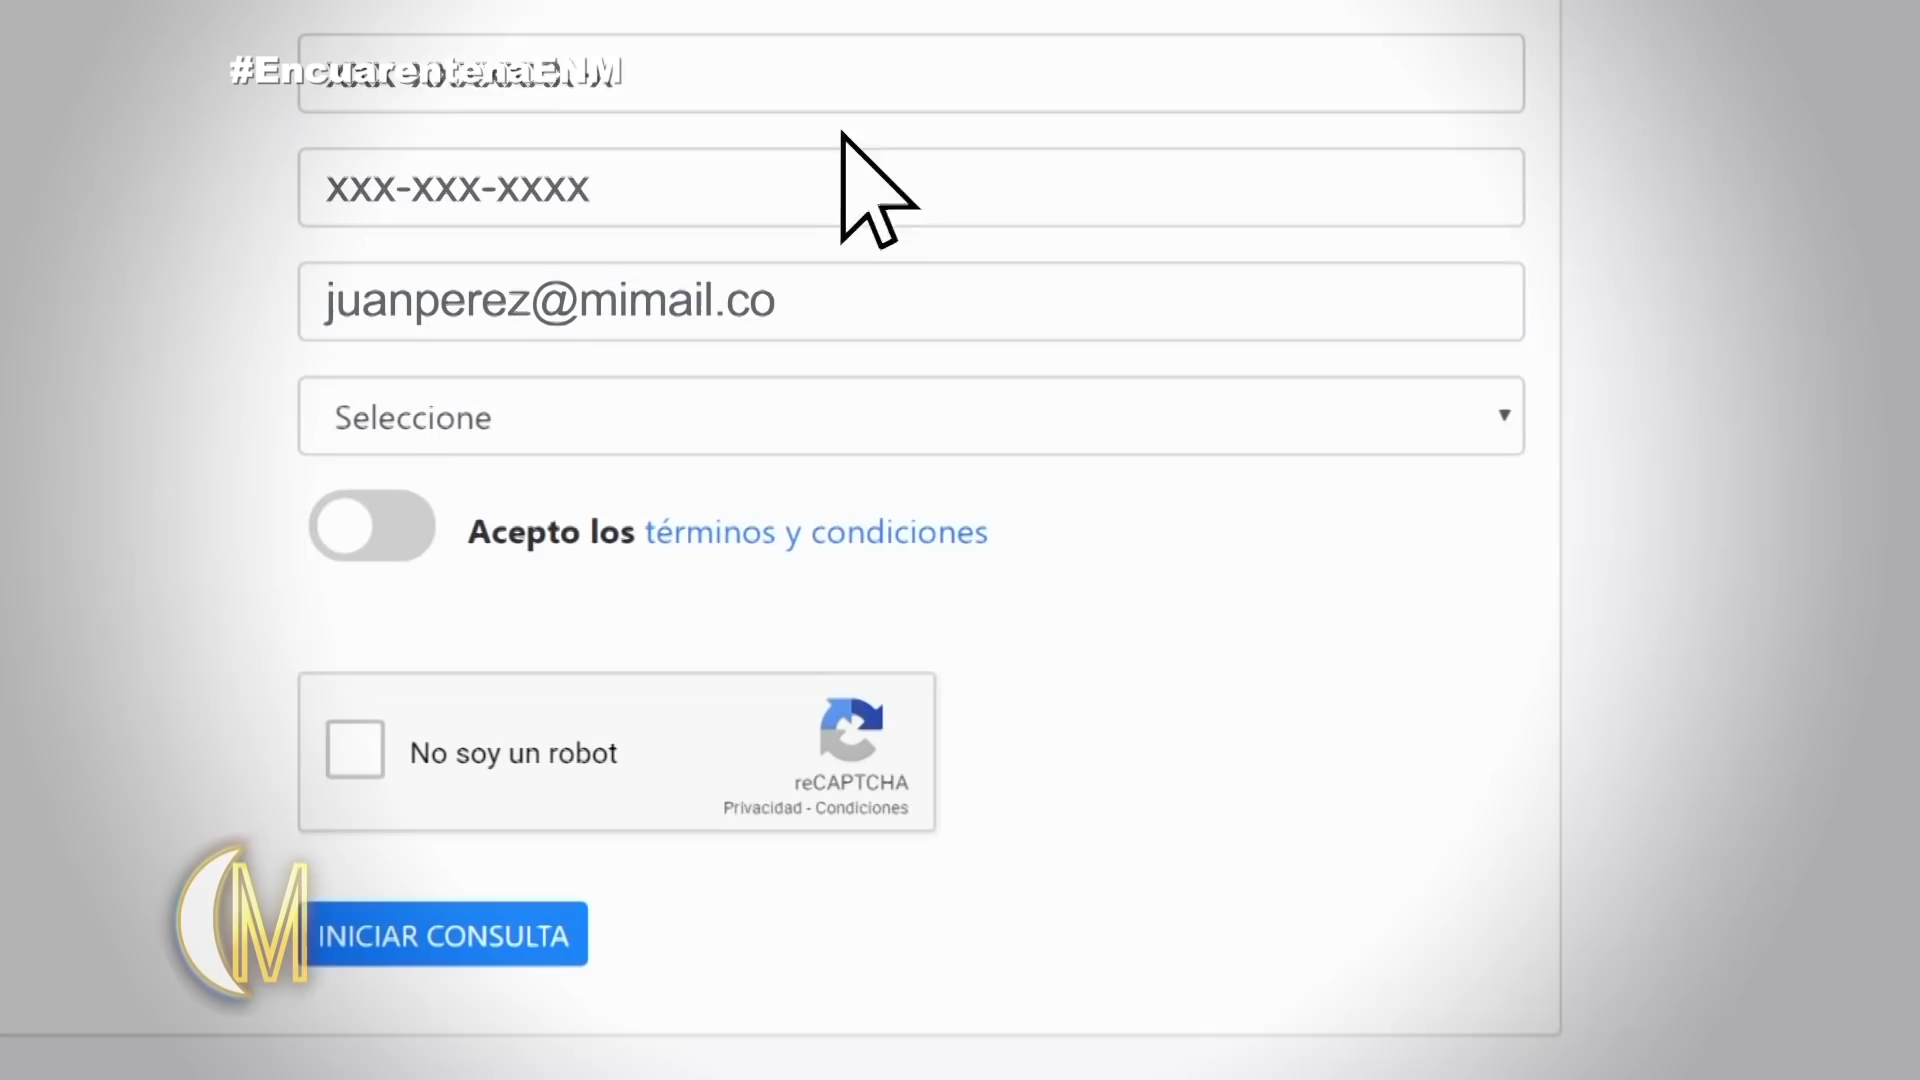 #EncuarentenaENM
xxx-xxx-xxxx
juanperez@mimail.co
Seleccione
Acepto los términos y condiciones
No soy un robot
reCAPTCHA
Privacidad - Condiciones
M
INICIAR CONSULTA